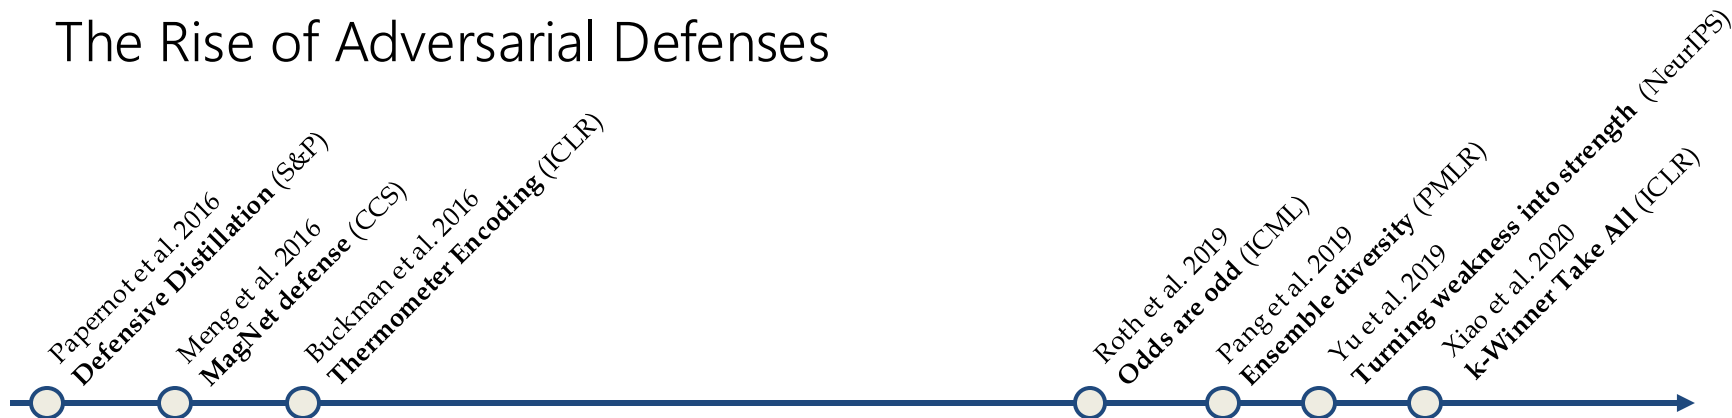 The Rise of Adversarial Defenses
Papernot et al. 2016
Defensive Distillation (S&P)
Meng et al. 2016
MagNet defense (CCS)
Buckman et al. 2016
Thermometer Encoding (ICLR)
Roth et al. 2019
Odds are odd (ICML)
Pang et al. 2019
Ensemble diversity (PMLR)
Yu et al. 2019
Turning weakness into strength (NeurIPS)
Xiao et al. 2020
k-Winner Take All (ICLR)